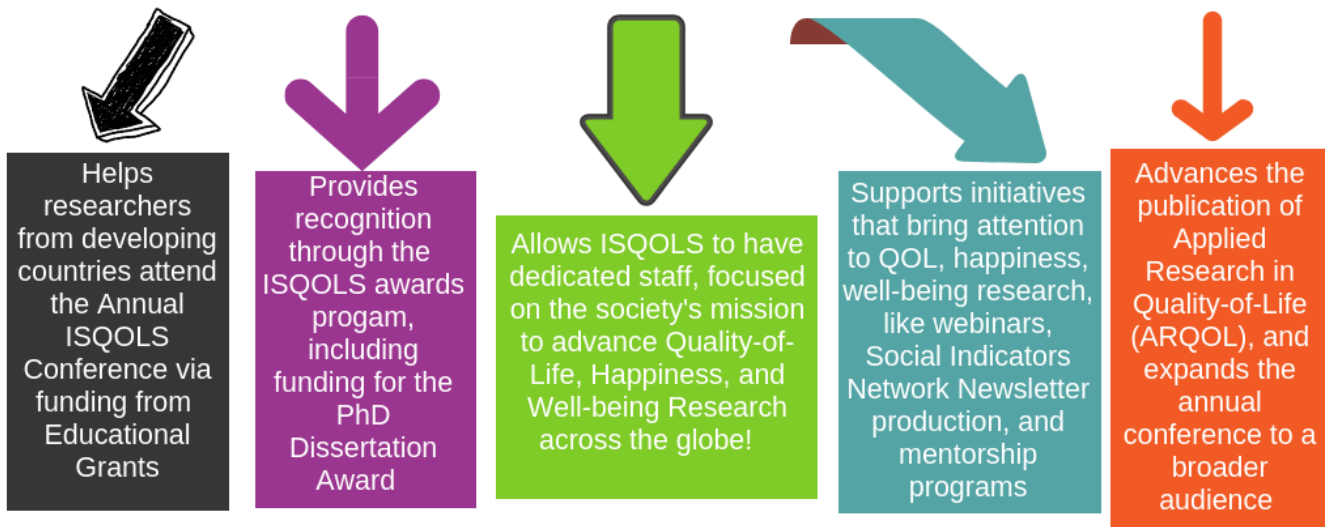 Helps
researchers
from developing
countries attend
the Annual
ISQOLS
Conference via
funding from
Educational
Grants
Provides
recognition
through the
ISQOLS awards
progam,
including
funding for the
PhD
Dissertation
Award
Allows ISQOLS to have
dedicated staff, focused
on the society's mission
to advance Quality-of-
Life, Happiness, and
Well-being Research
across the globe!
Supports initiatives
that bring attention
to QOL, happiness,
well-being research,
like webinars,
Social Indicators
Network Newsletter
production, and
mentorship
programs
Advances the
publication of
Applied
Research in
Quality-of-Life
(ARQOL), and
expands the
annual
conference to a
broader
audience